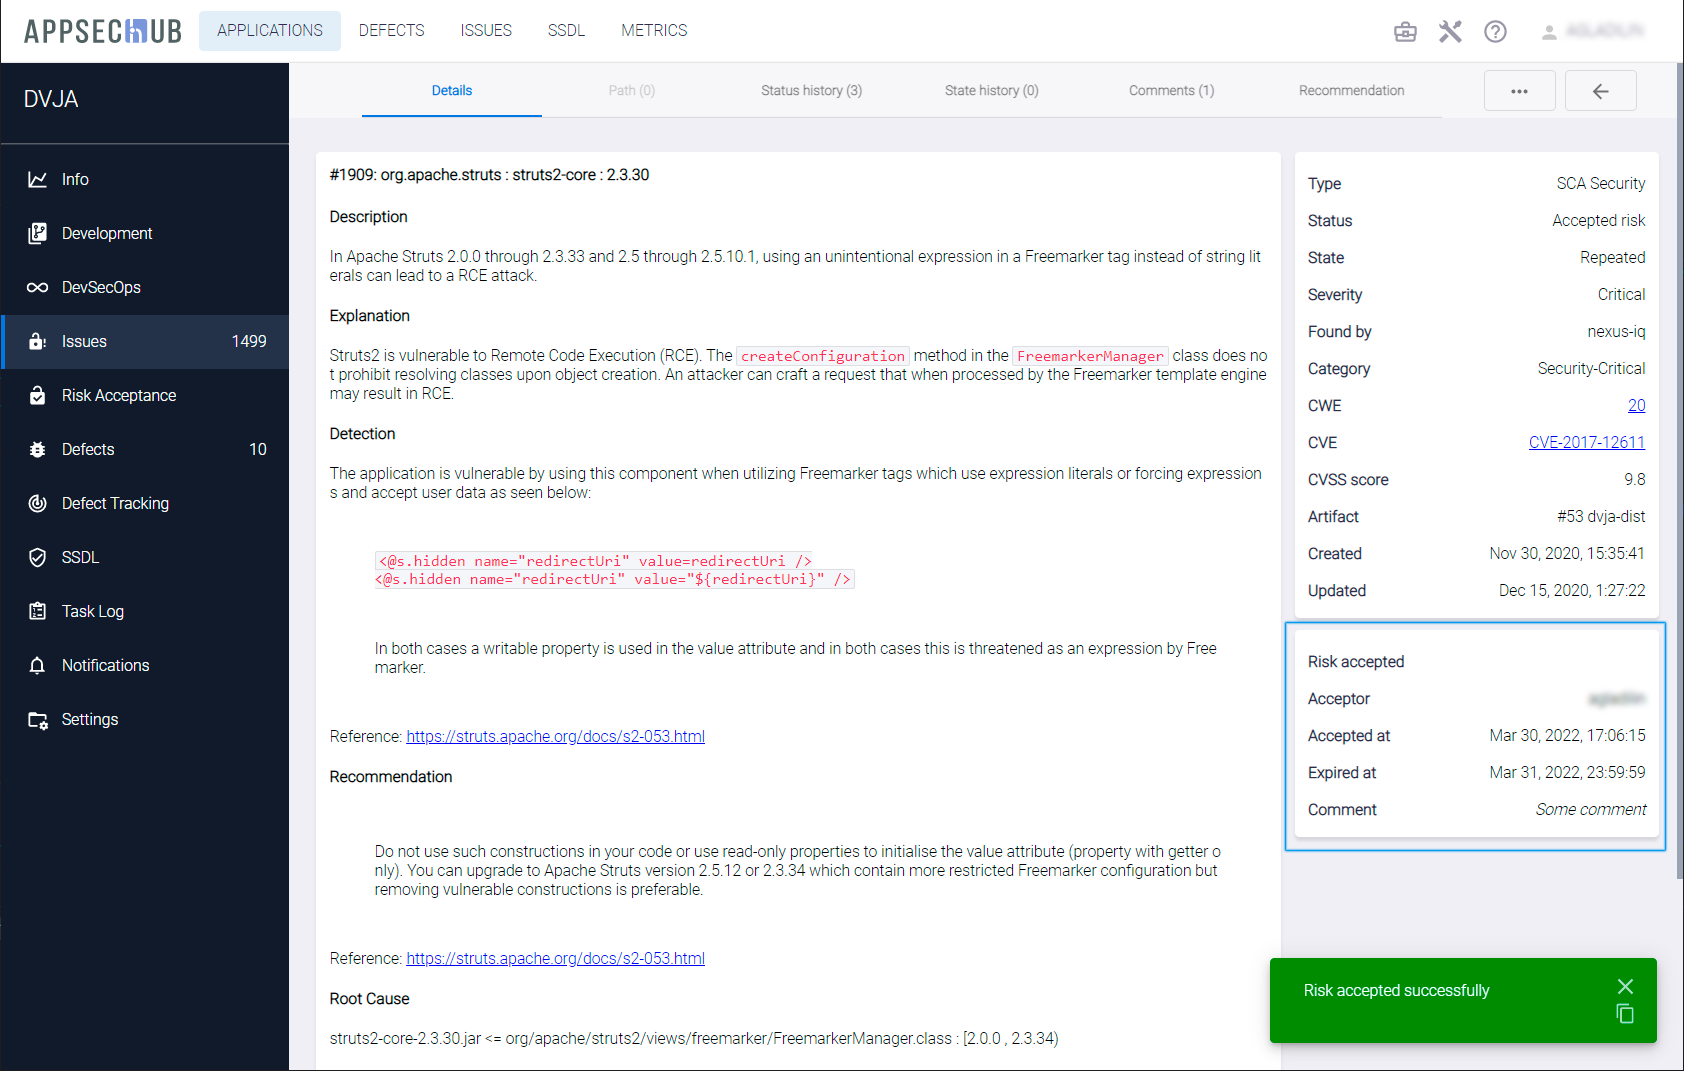 APPSECHUB
APPLICATIONS
DEFECTS
ISSUES
SSDL
METRICS
DVJA
Info
Development
DevSecOps
Issues 1499
Risk Acceptance
Defects 10
Defect Tracking
SSDL
Task Log
Notifications
Settings
Details
Path (0)
Status history (3)
State history (0)
Comments (1)
Recommendation
#1909: org.apache.struts : struts2-core : 2.3.30
Description
In Apache Struts 2.0.0 through 2.3.33 and 2.5 through 2.5.10.1, using an unintentional expression in a Freemarker tag instead of string lit
erals can lead to a RCE attack.
Explanation
Struts2 is vulnerable to Remote Code Execution (RCE). The createConfiguration method in the FreemarkerManager class does no
t prohibit resolving classes upon object creation. An attacker can craft a request that when processed by the Freemarker template engine
may result in RCE.
Detection
The application is vulnerable by using this component when utilizing Freemarker tags which use expression literals or forcing expression
s and accept user data as seen below:
<@s.hidden name="redirectUri" value=redirectUri />
<@s.hidden name="redirectUri" value="${redirectUri}" />
In both cases a writable property is used in the value attribute and in both cases this is threatened as an expression by Free
marker.
Reference: https://struts.apache.org/docs/s2-053.html
Recommendation
Do not use such constructions in your code or use read-only properties to initialise the value attribute (property with getter o
nly). You can upgrade to Apache Struts version 2.5.12 or 2.3.34 which contain more restricted Freemarker configuration but
removing vulnerable constructions is preferable.
Reference: https://struts.apache.org/docs/s2-053.html
Root Cause
struts2-core-2.3.30.jar <= org/apache/struts2/views/freemarker/FreemarkerManager.class : [2.0.0 , 2.3.34)
Type SCA Security
Status Accepted risk
State Repeated
Severity Critical
Found by nexus-iq
Category Security-Critical
CWE 20
CVE CVE-2017-12611
CVSS score 9.8
Artifact #53 dvja-dist
Created Nov 30, 2020, 15:35:41
Updated Dec 15, 2020, 1:27:22
Risk accepted
Acceptor
Accepted at Mar 30, 2022, 17:06:15
Expired at Mar 31, 2022, 23:59:59
Comment Some comment
Risk accepted successfully